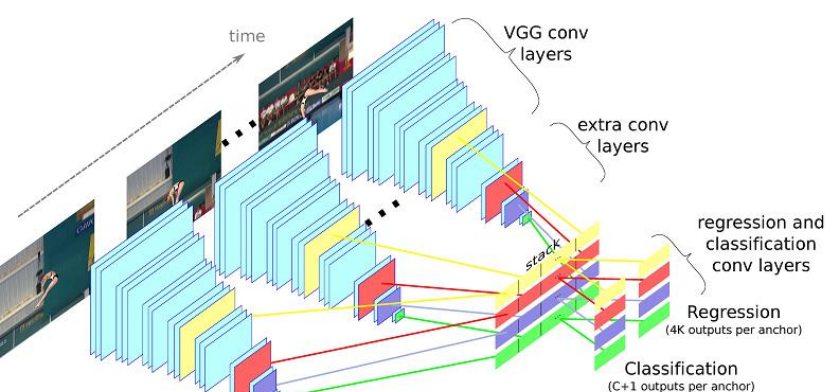 time
VGG conv
layers
extra conv
layers
stack
regression and
classification
conv layers
Regression
(4K outputs per anchor)
Classification
(C+1 outputs per anchor)